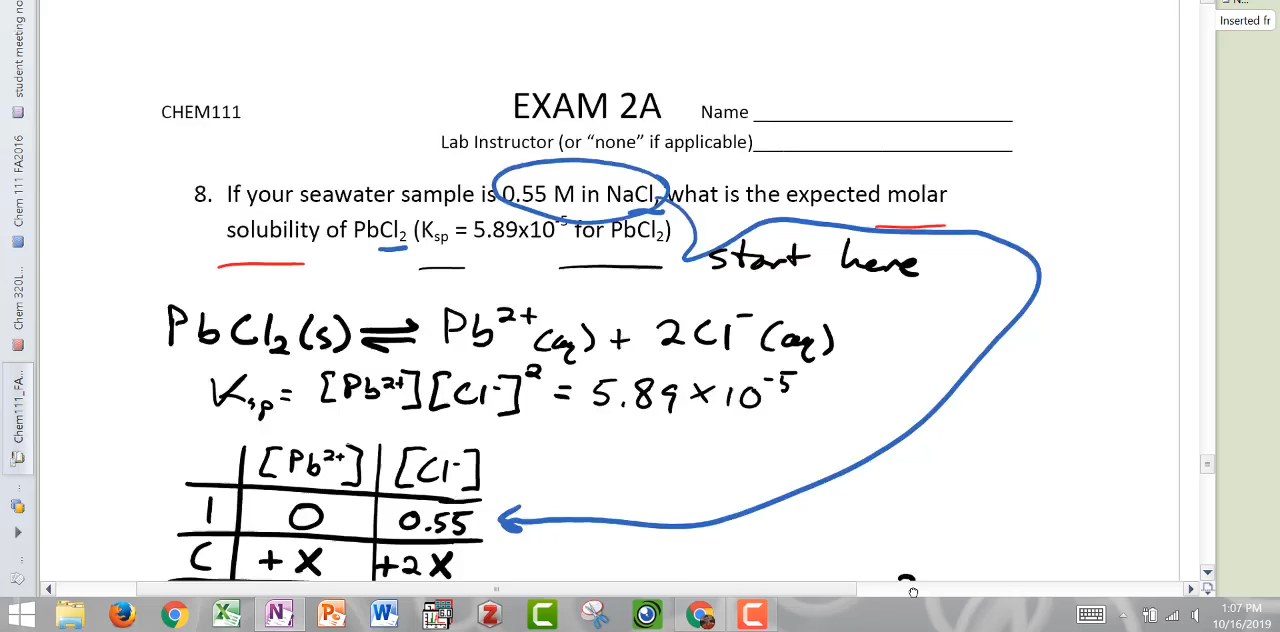 N...
Inserted fr
student meeting no
Chem 111 FA2016
Chem 320L
Chem111_FA
CHEM111 EXAM 2A Name ____
Lab Instructor (or “none” if applicable)____
8. If your seawater sample is 0.55 M in NaCl, what is the expected molar
solubility of PbCl₂ (Kₛₚ = 5.89x10⁻⁵ for PbCl₂)
start here
PbCl₂(s) ⇌ Pb²⁺(aq) + 2Cl⁻(aq)
Kₛₚ = [Pb²⁺][Cl⁻]² = 5.89 × 10⁻⁵
[Pb²⁺] [Cl⁻]
I 0 0.55
C +X +2X
1:07 PM
10/16/2019